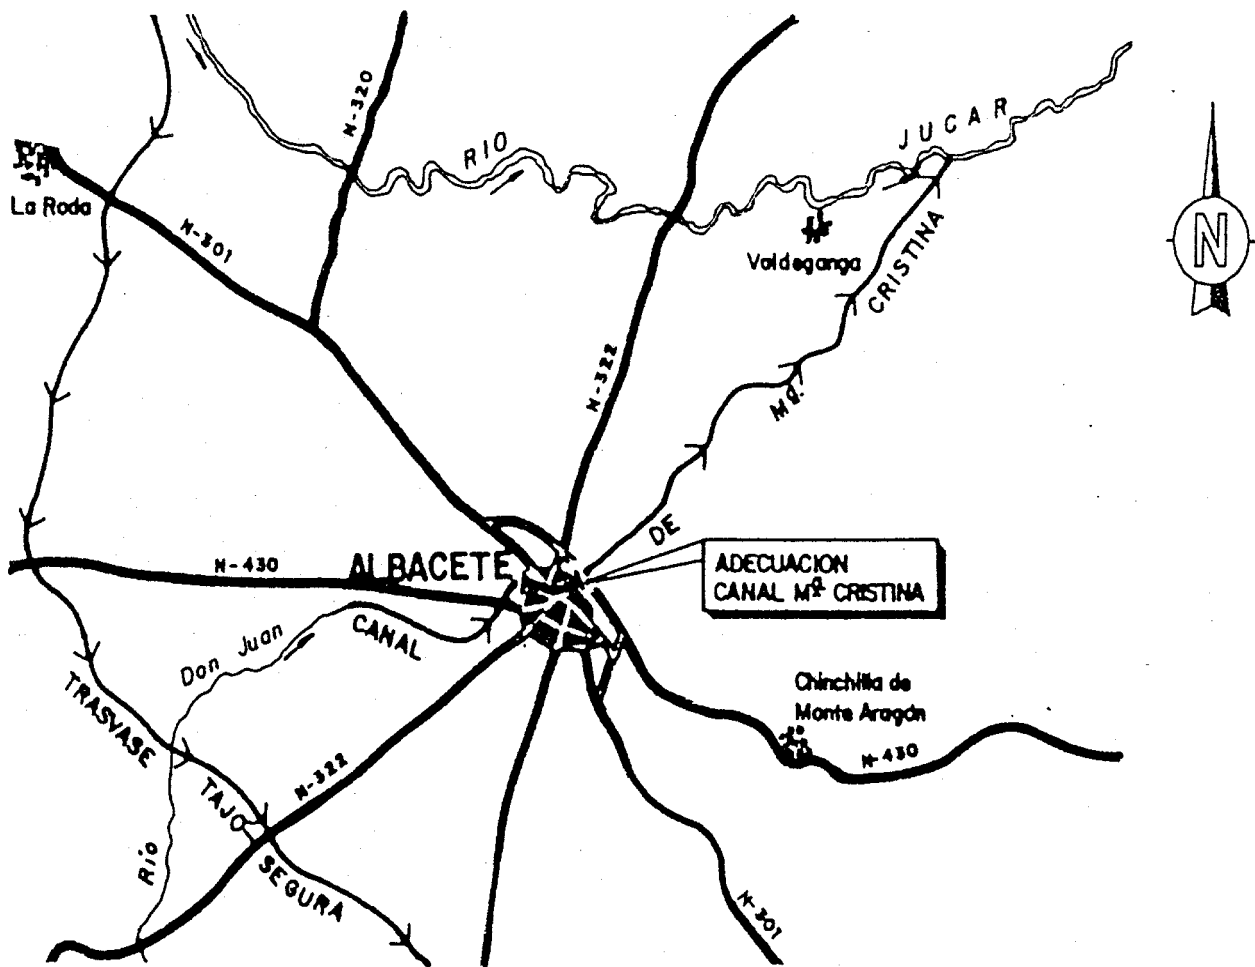 N-320
RIO
JUCAR
La Roda
N-301
N
Valdeganga
CRISTINA
N-322
Mª.
DE
N-430
ALBACETE
ADECUACION
CANAL Mª CRISTINA
CANAL
Don Juan
Chinchilla de
Monte Aragón
TRASVASE
N-322
N-430
TAJO
Río
SEGURA
N-301